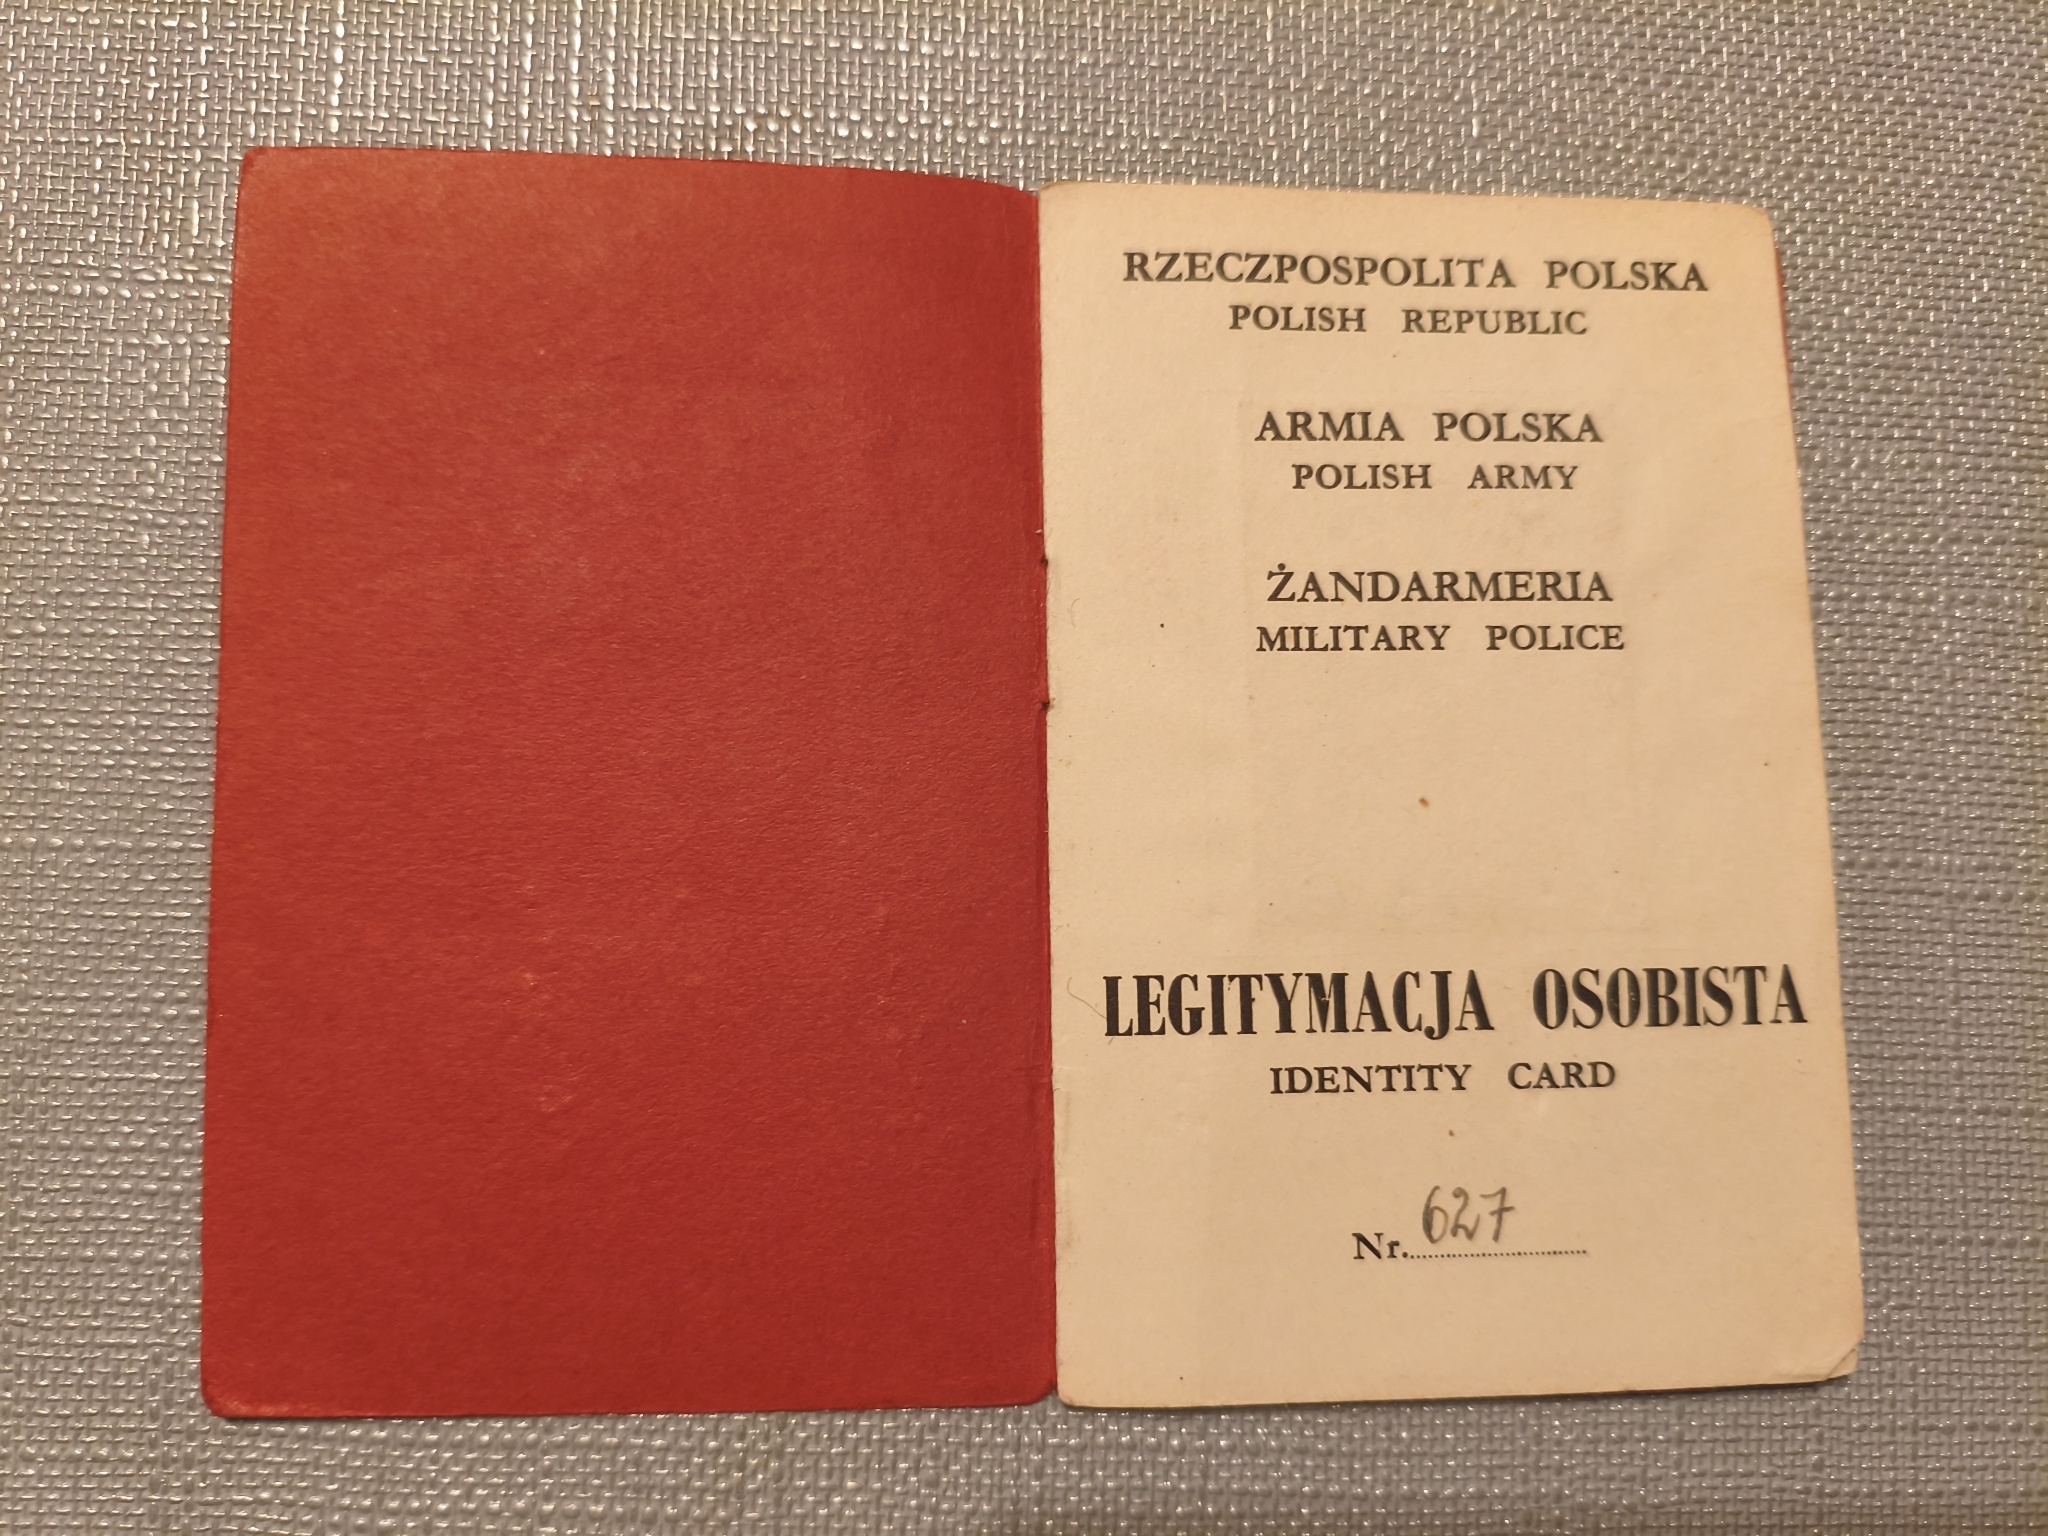 RZECZPOSPOLITA POLSKA
POLISH REPUBLIC
ARMIA POLSKA
POLISH ARMY
ŻANDARMERIA
MILITARY POLICE
LEGITYMACJA OSOBISTA
IDENTITY CARD
Nr. 627